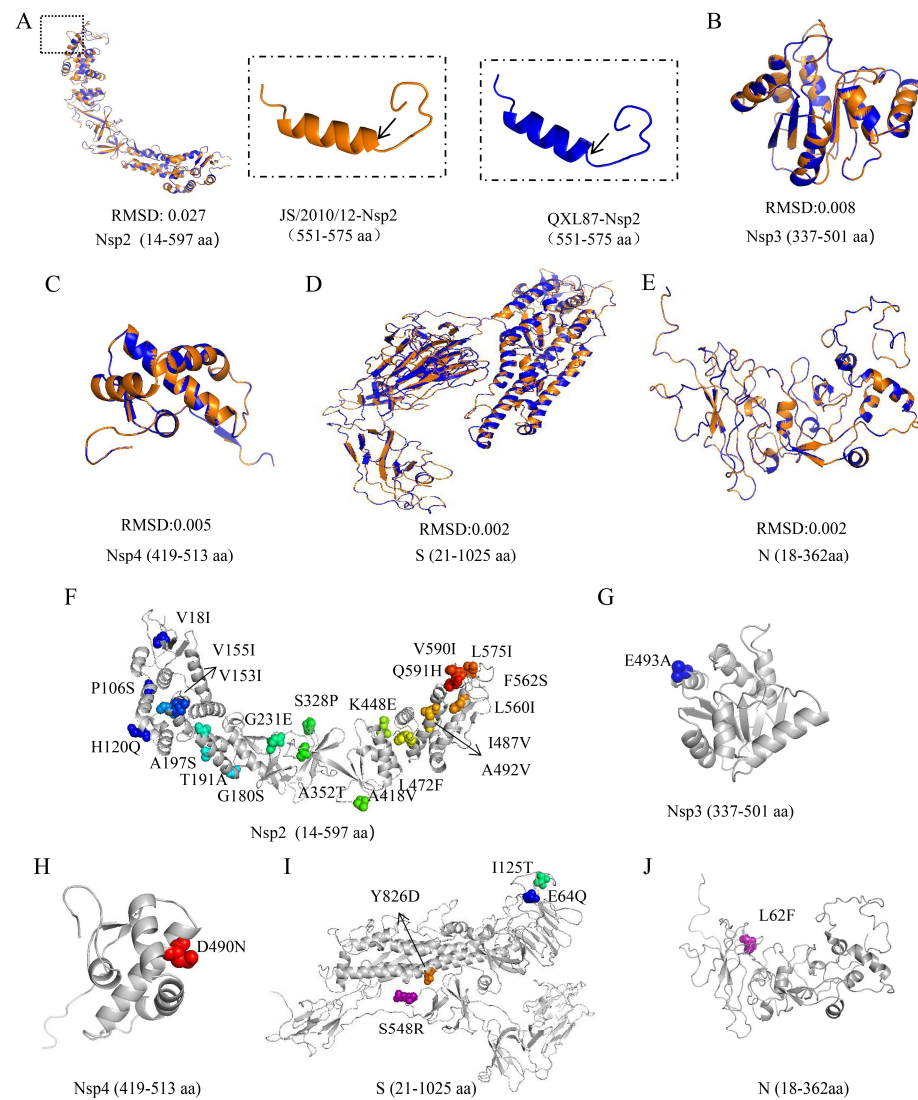 A
B
RMSD: 0.027
Nsp2 (14-597 aa)
JS/2010/12-Nsp2
(551-575 aa)
QXL87-Nsp2
(551-575 aa)
RMSD:0.008
Nsp3 (337-501 aa)
C
D
E
RMSD:0.005
Nsp4 (419-513 aa)
RMSD:0.002
S (21-1025 aa)
RMSD:0.002
N (18-362aa)
F
V18I
V155I
V153I
P106S
H120Q
A197S
T191A
G180S
G231E
S328P
A352T
K448E
A418V
L472F
V590I
Q591H
L575I
F562S
L560I
I487V
A492V
Nsp2 (14-597 aa)
G
E493A
Nsp3 (337-501 aa)
H
D490N
Nsp4 (419-513 aa)
I
Y826D
I125T
E64Q
S548R
S (21-1025 aa)
J
L62F
N (18-362aa)